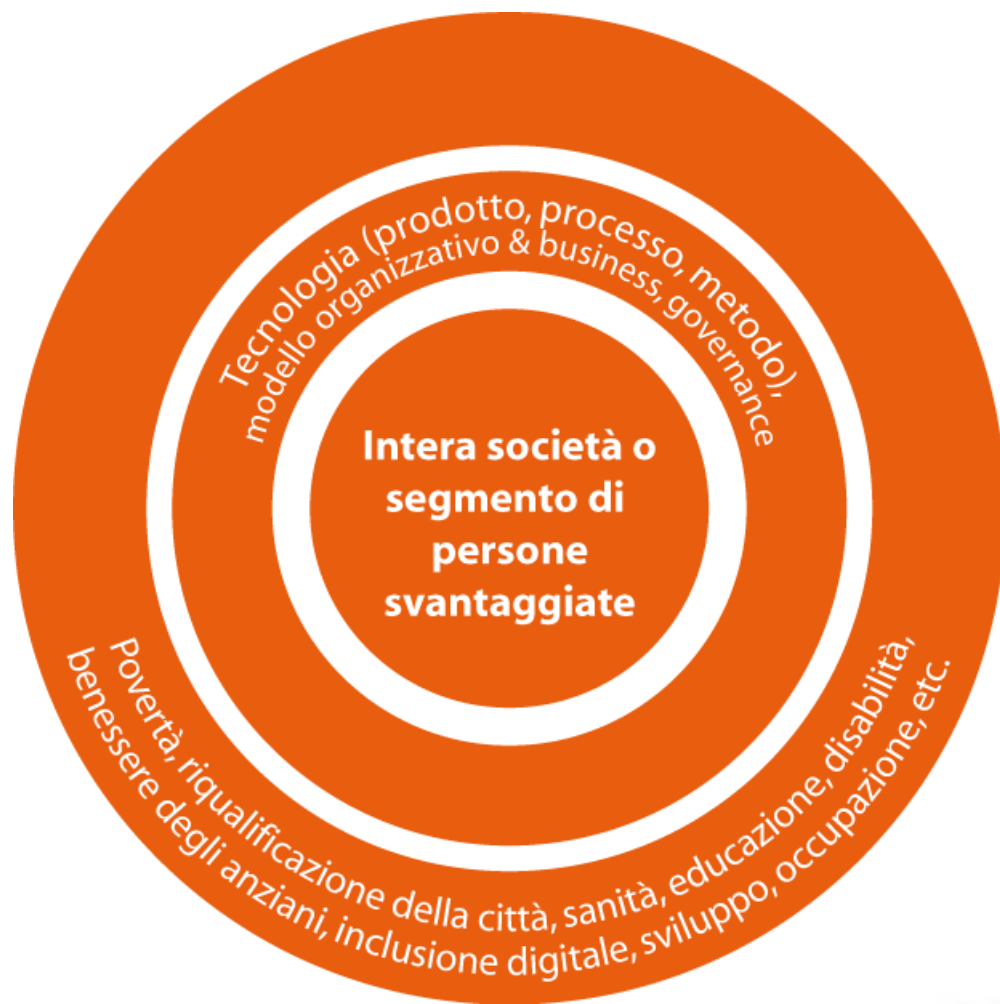 Tecnologia (prodotto, processo, metodo),
modello organizzativo & business, governance
Intera società o
segmento di
persone
svantaggiate
Povertà, riqualificazione della città, sanità, educazione, disabilità,
benessere degli anziani, inclusione digitale, sviluppo, occupazione, etc.